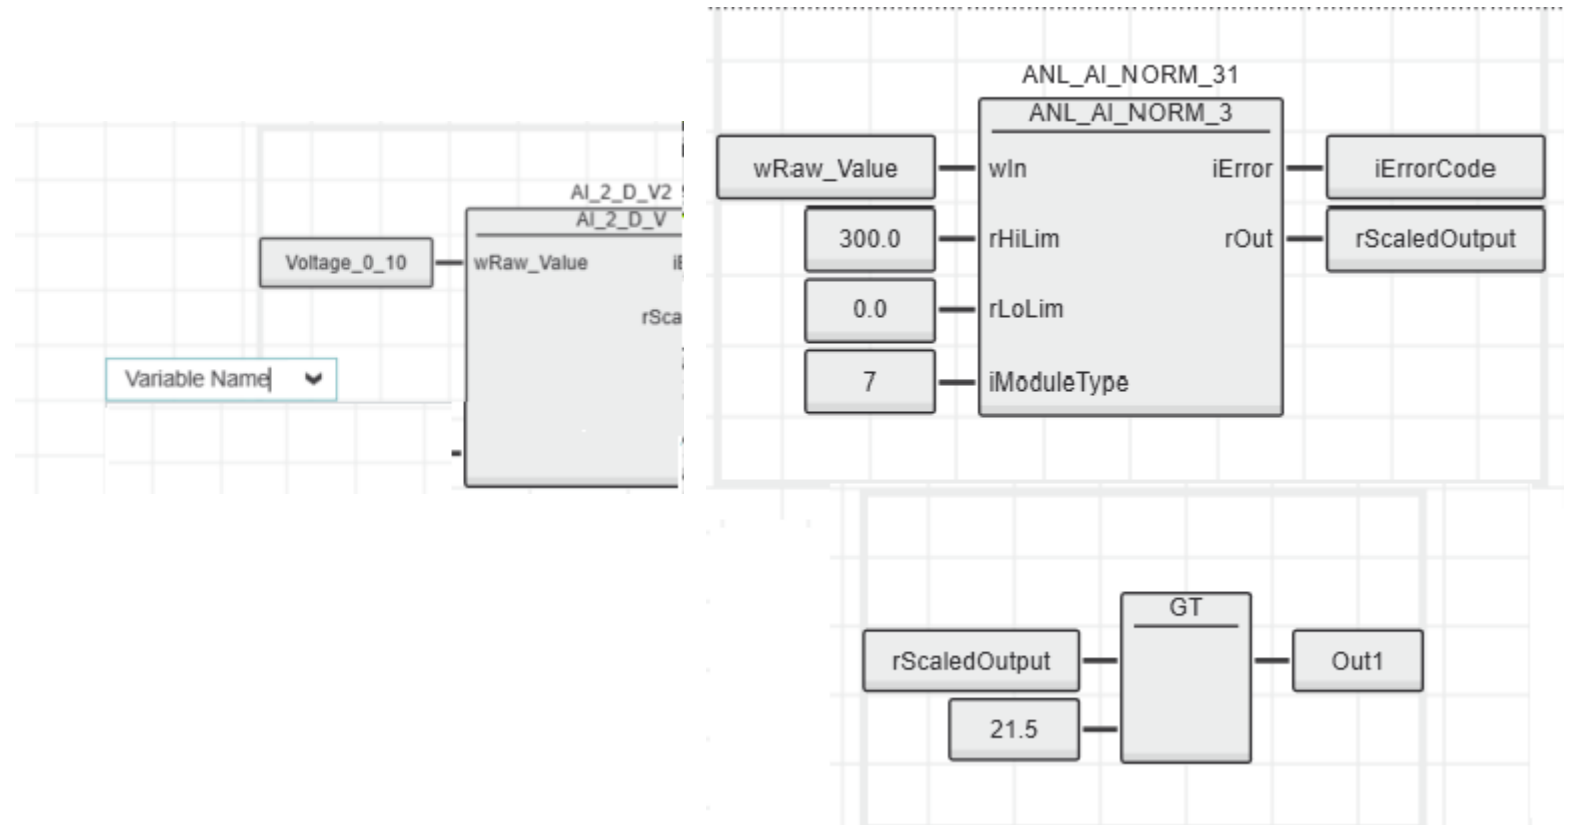 AI_2_D_V2
AI_2_D_V
Voltage_0_10
wRaw_Value
Variable Name
ANL_AI_NORM_31
ANL_AI_NORM_3
wRaw_Value
wIn
iError
iErrorCode
300.0
rHiLim
rOut
rScaledOutput
0.0
rLoLim
7
iModuleType
GT
rScaledOutput
Out1
21.5